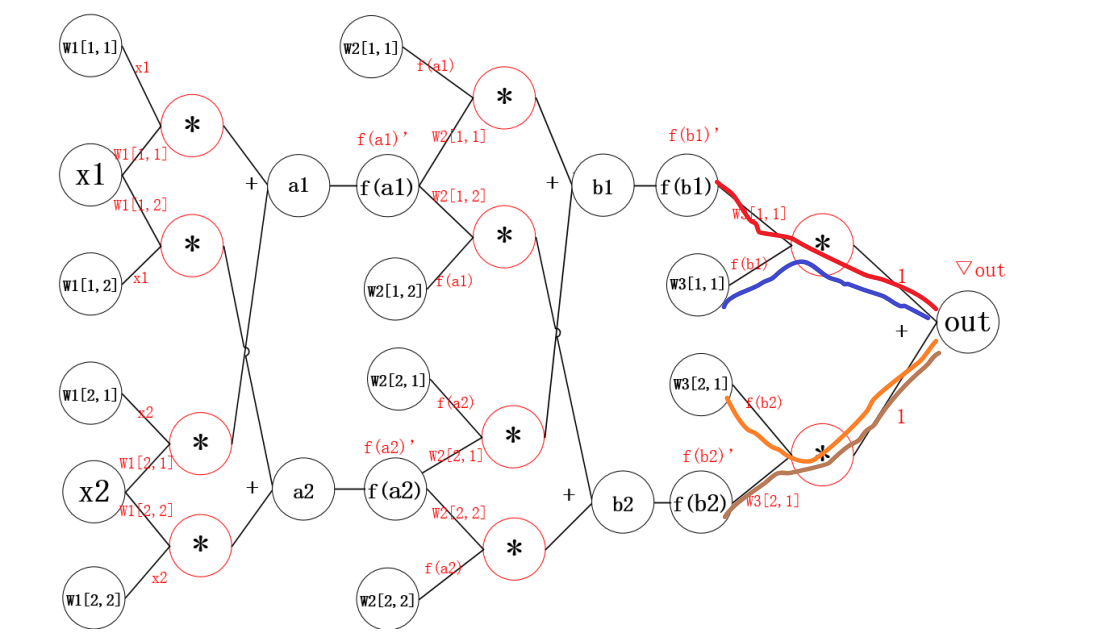 W1[1,1]
x1
*
x1
W1[1,1]
W1[1,2]
*
W1[1,2]
x1
W1[2,1]
x2
*
W1[2,1]
x2
W1[2,2]
*
x2
W1[2,2]
+
a1
+
a2
f(a1)'
f(a1)
f(a2)'
f(a2)
W2[1,1]
f(a1)
*
W2[1,1]
W2[1,2]
*
W2[1,2]
f(a1)
W2[2,1]
f(a2)
*
W2[2,1]
W2[2,2]
*
f(a2)
W2[2,2]
+
b1
+
b2
f(b1)'
f(b1)
W3[1,1]
*
f(b1)
W3[1,1]
W3[2,1]
f(b2)
*
f(b2)'
f(b2)
W3[2,1]
1
+
1
▽out
out